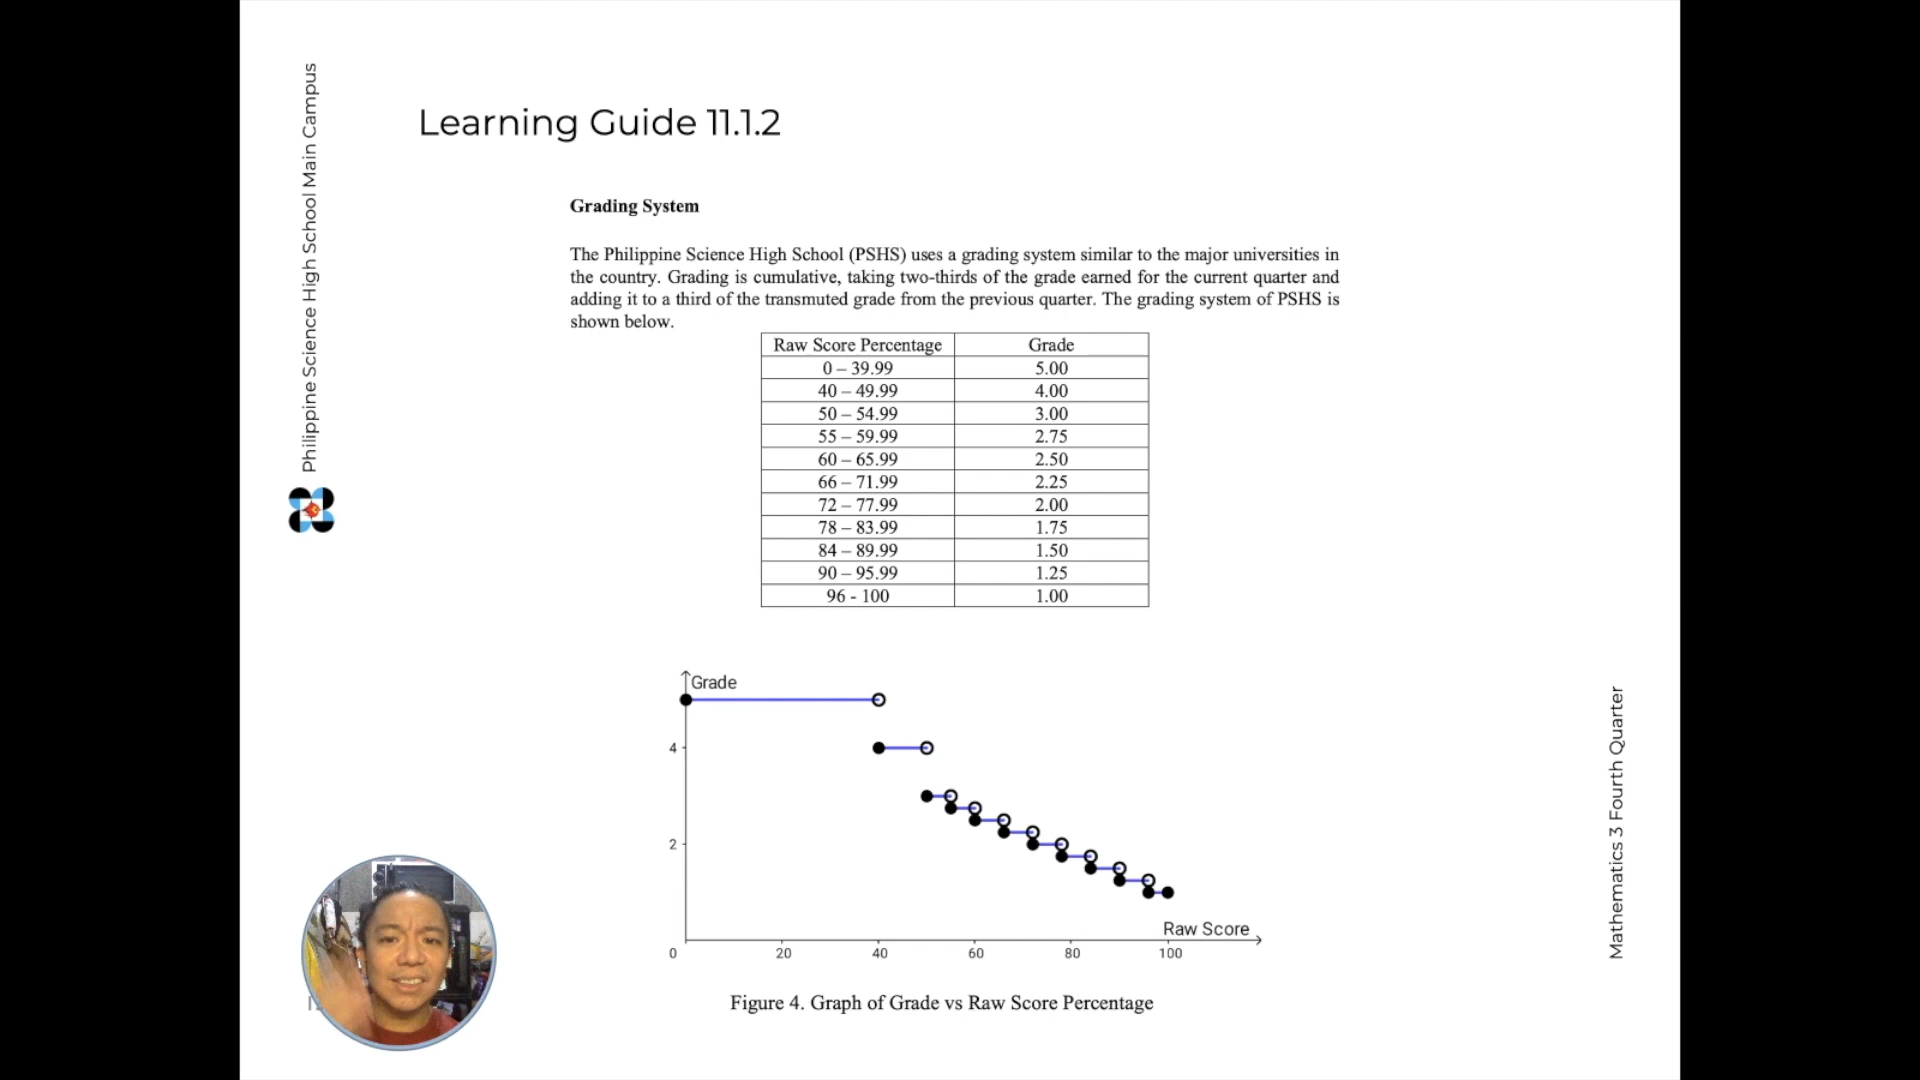 Philippine Science High School Main Campus
Learning Guide 11.1.2
Grading System
The Philippine Science High School (PSHS) uses a grading system similar to the major universities in
the country. Grading is cumulative, taking two-thirds of the grade earned for the current quarter and
adding it to a third of the transmuted grade from the previous quarter. The grading system of PSHS is
shown below.
Raw Score Percentage Grade
0 – 39.99 5.00
40 – 49.99 4.00
50 – 54.99 3.00
55 – 59.99 2.75
60 – 65.99 2.50
66 – 71.99 2.25
72 – 77.99 2.00
78 – 83.99 1.75
84 – 89.99 1.50
90 – 95.99 1.25
96 - 100 1.00
Grade
4
2
Raw Score
0 20 40 60 80 100
Figure 4. Graph of Grade vs Raw Score Percentage
Mathematics 3 Fourth Quarter